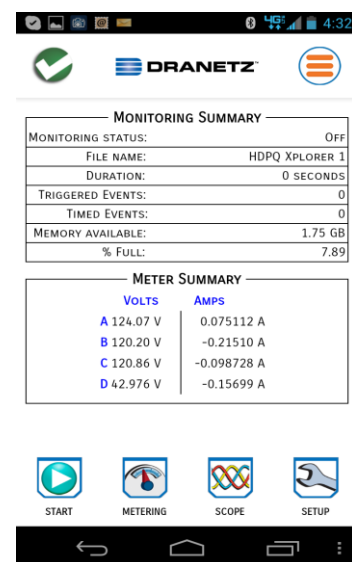 4G 4:32
DRANETZ
MONITORING SUMMARY
MONITORING STATUS: OFF
FILE NAME: HDPQ XPLORER 1
DURATION: 0 SECONDS
TRIGGERED EVENTS: 0
TIMED EVENTS: 0
MEMORY AVAILABLE: 1.75 GB
% FULL: 7.89
METER SUMMARY
VOLTS AMPS
A 124.07 V 0.075112 A
B 120.20 V -0.21510 A
C 120.86 V -0.098728 A
D 42.976 V -0.15699 A
START METERING SCOPE SETUP